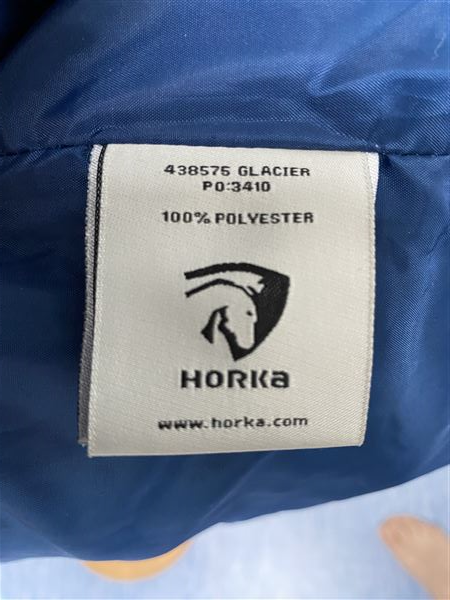 438575 GLACIER
PO:3410
100% POLYESTER
HORKa
www.horka.com